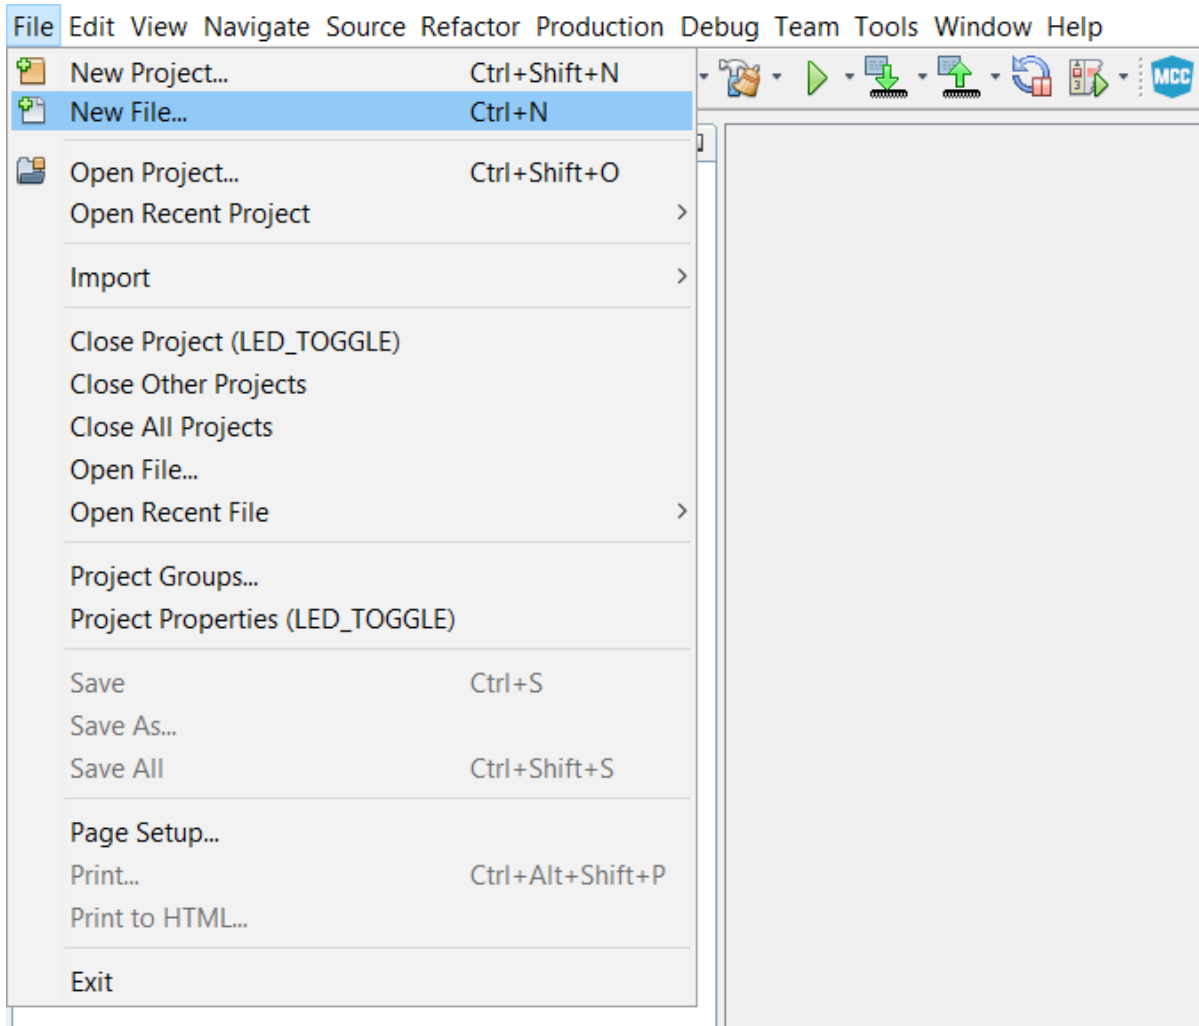 File Edit View Navigate Source Refactor Production Debug Team Tools Window Help
New Project... Ctrl+Shift+N
New File... Ctrl+N
MCC
Open Project... Ctrl+Shift+O
Open Recent Project
Import
Close Project (LED_TOGGLE)
Close Other Projects
Close All Projects
Open File...
Open Recent File
Project Groups...
Project Properties (LED_TOGGLE)
Save Ctrl+S
Save As...
Save All Ctrl+Shift+S
Page Setup...
Print... Ctrl+Alt+Shift+P
Print to HTML...
Exit